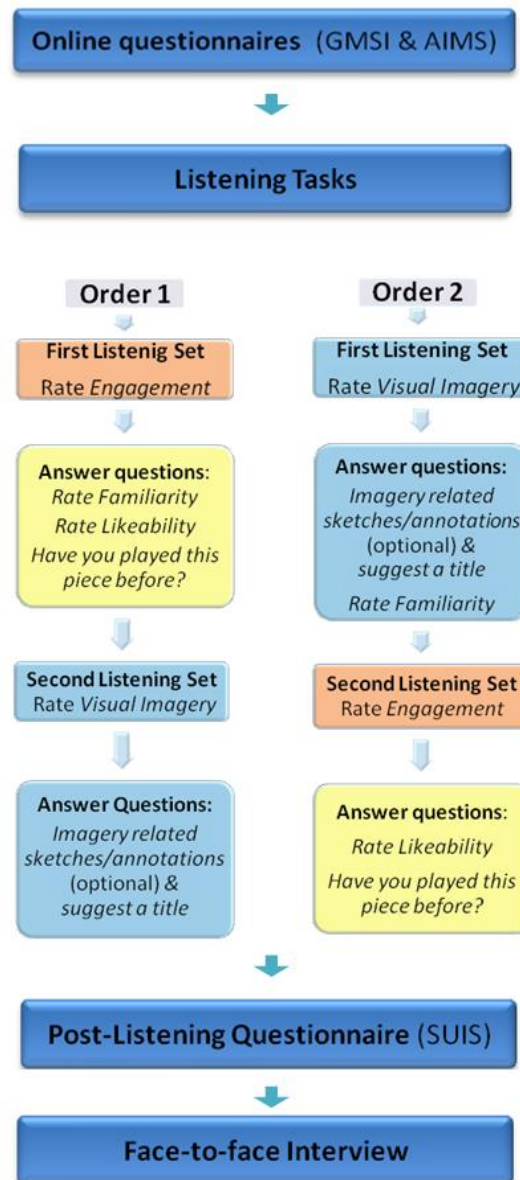 Online questionnaires (GMSI & AIMS)
Listening Tasks
Order 1
First Listenig Set
Rate Engagement
Answer questions:
Rate Familiarity
Rate Likeability
Have you played this
piece before?
Second Listening Set
Rate Visual Imagery
Answer Questions:
Imagery related
sketches/annotations
(optional) &
suggest a title
Order 2
First Listening Set
Rate Visual Imagery
Answer questions:
Imagery related
sketches/annotations
(optional) &
suggest a title
Rate Familiarity
Second Listening Set
Rate Engagement
Answer questions:
Rate Likeability
Have you played this
piece before?
Post-Listening Questionnaire (SUIS)
Face-to-face Interview